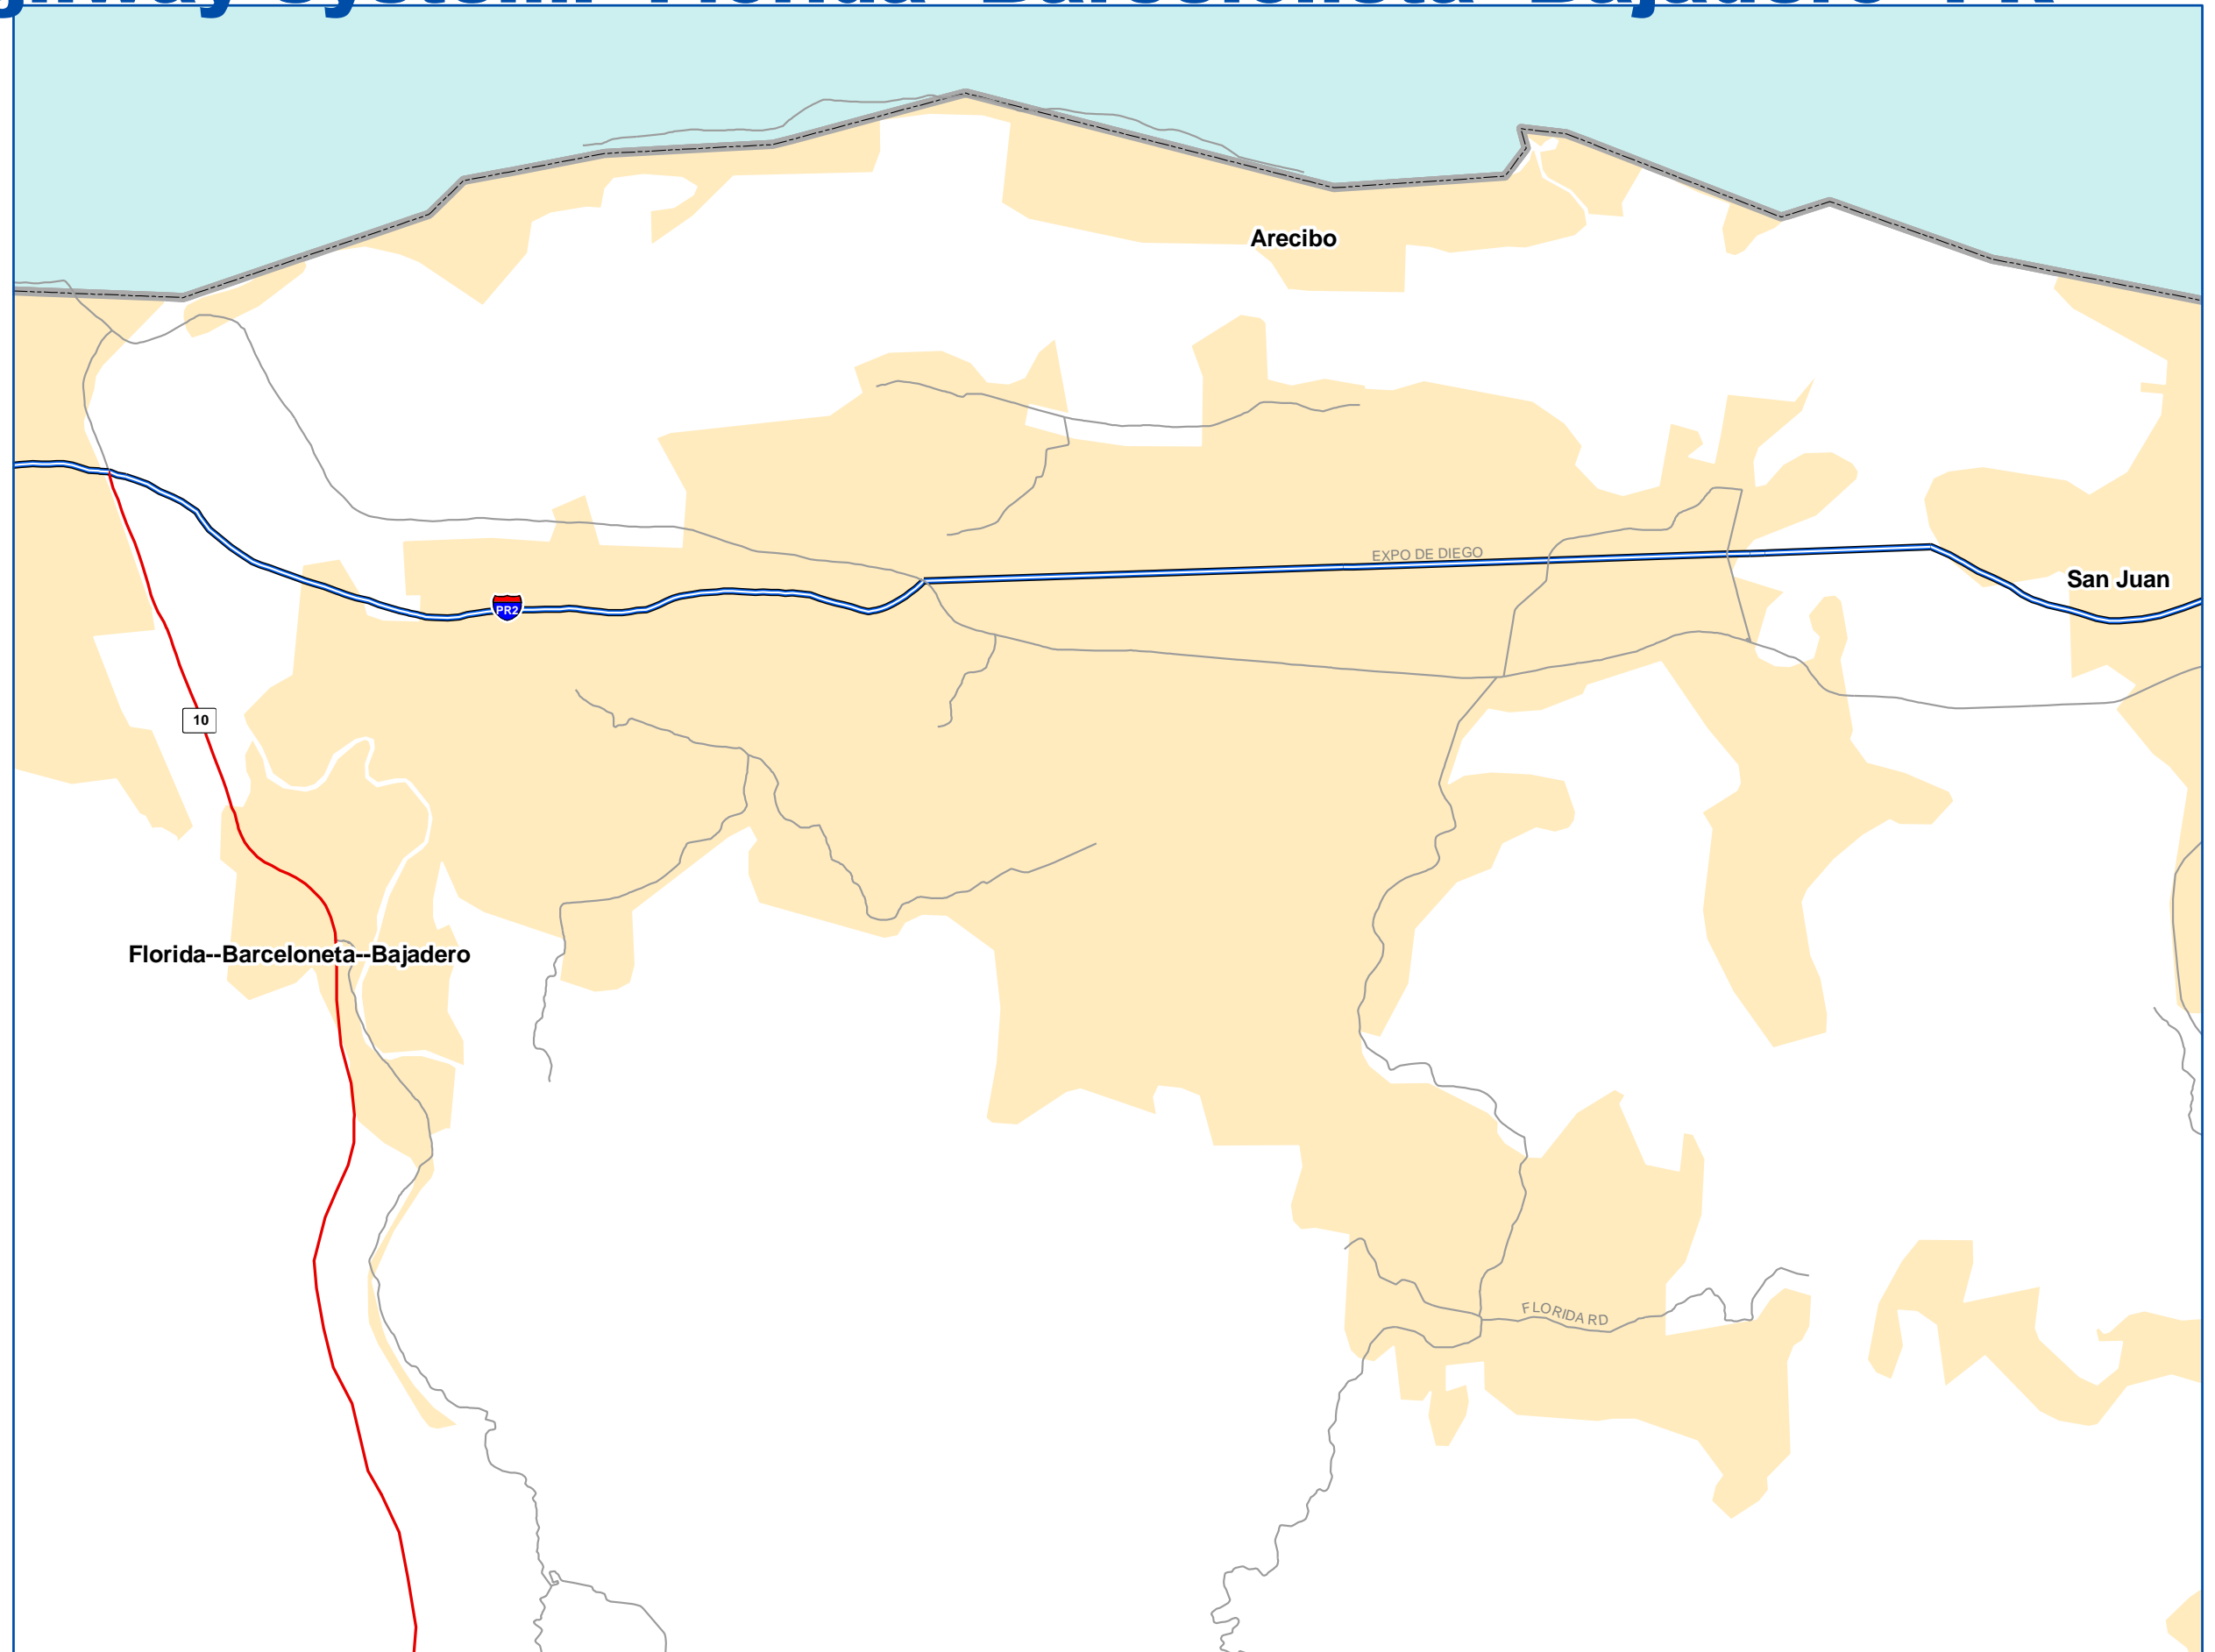 Arecibo
EXPO DE DIEGO
San Juan
PR2
10
Florida--Barceloneta--Bajadero
FLORIDA RD